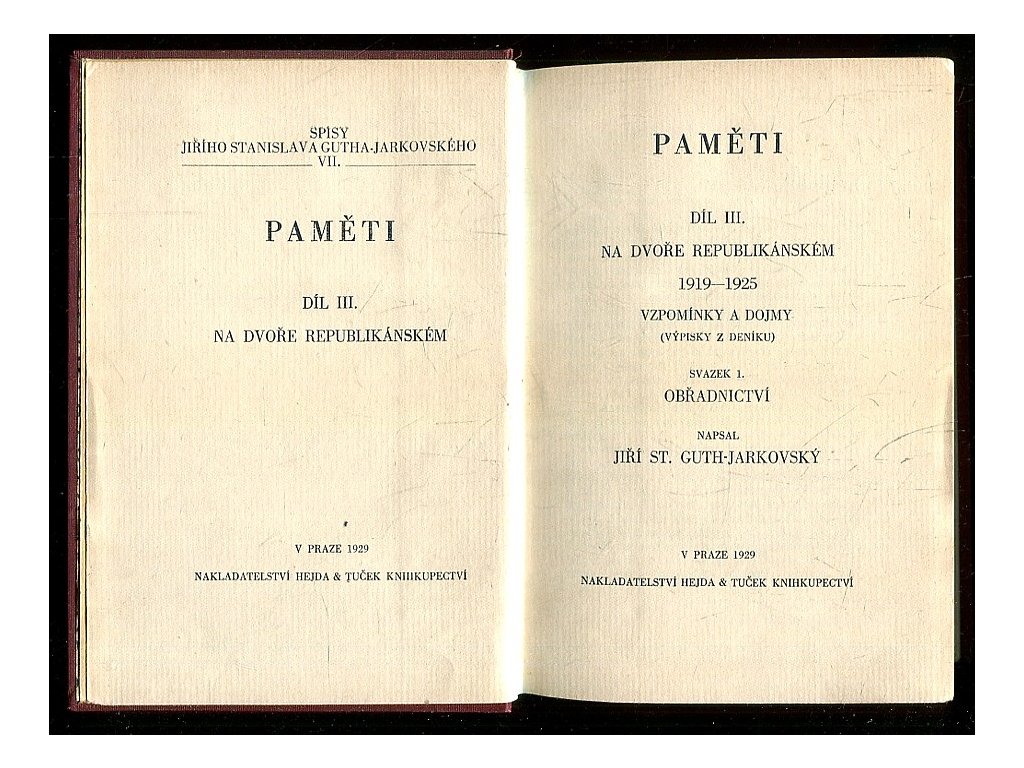 SPISY
JIŘÍHO STANISLAVA GUTHA-JARKOVSKÉHO
VII.
PAMĚTI
DÍL III.
NA DVOŘE REPUBLIKÁNSKÉM
V PRAZE 1929
NAKLADATELSTVÍ HEJDA & TUČEK KNIHKUPECTVÍ
PAMĚTI
DÍL III.
NA DVOŘE REPUBLIKÁNSKÉM
1919—1925
VZPOMÍNKY A DOJMY
(VÝPISKY Z DENÍKU)
SVAZEK 1.
OBŘADNICTVÍ
NAPSAL
JIŘÍ ST. GUTH-JARKOVSKÝ
V PRAZE 1929
NAKLADATELSTVÍ HEJDA & TUČEK KNIHKUPECTVÍ